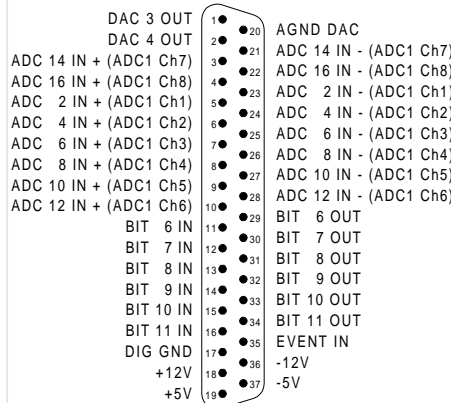 DAC 3 OUT 1
DAC 4 OUT 2
ADC 14 IN + (ADC1 Ch7) 3
ADC 16 IN + (ADC1 Ch8) 4
ADC 2 IN + (ADC1 Ch1) 5
ADC 4 IN + (ADC1 Ch2) 6
ADC 6 IN + (ADC1 Ch3) 7
ADC 8 IN + (ADC1 Ch4) 8
ADC 10 IN + (ADC1 Ch5) 9
ADC 12 IN + (ADC1 Ch6) 10
BIT 6 IN 11
BIT 7 IN 12
BIT 8 IN 13
BIT 9 IN 14
BIT 10 IN 15
BIT 11 IN 16
DIG GND 17
+12V 18
+5V 19
20 AGND DAC
21 ADC 14 IN - (ADC1 Ch7)
22 ADC 16 IN - (ADC1 Ch8)
23 ADC 2 IN - (ADC1 Ch1)
24 ADC 4 IN - (ADC1 Ch2)
25 ADC 6 IN - (ADC1 Ch3)
26 ADC 8 IN - (ADC1 Ch4)
27 ADC 10 IN - (ADC1 Ch5)
28 ADC 12 IN - (ADC1 Ch6)
29 BIT 6 OUT
30 BIT 7 OUT
31 BIT 8 OUT
32 BIT 9 OUT
33 BIT 10 OUT
34 BIT 11 OUT
35 EVENT IN
36 -12V
37 -5V